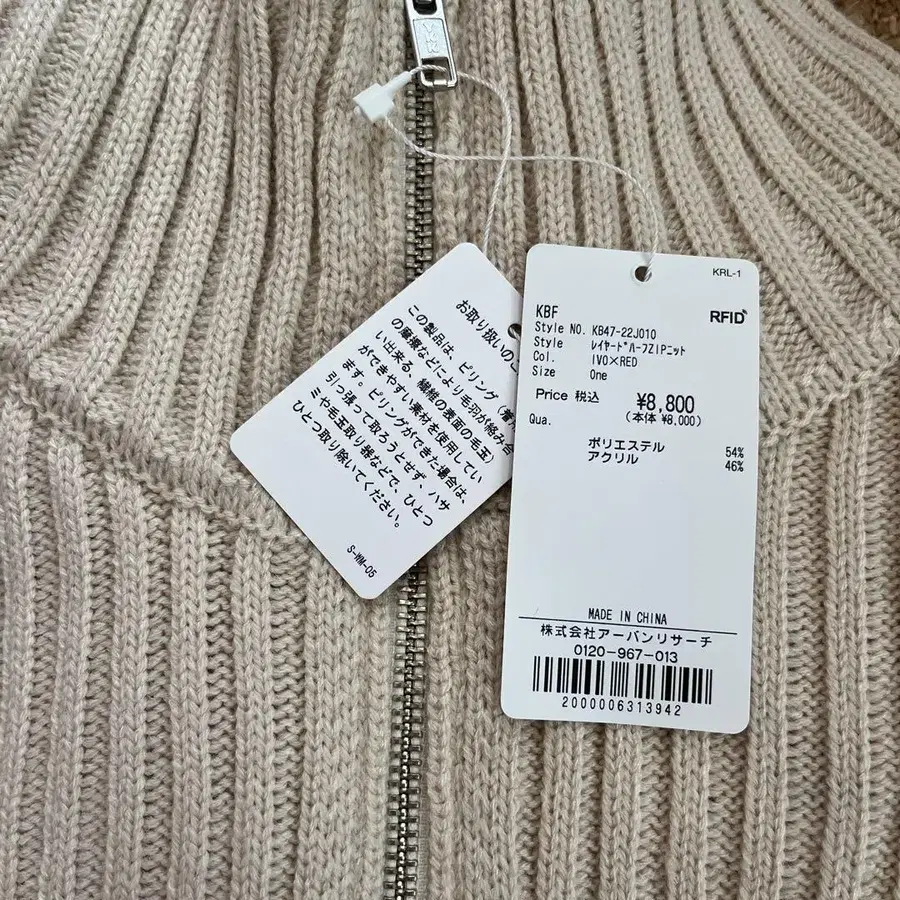 YKK
お取り扱いの
この製品は、ピリング（着用
の摩擦などにより毛羽が絡み合
い出来る、繊維の表面の毛玉）
ができやすい素材を使用してい
ます。ピリングができた場合は、
引っ張って取ろうとせず、ハサ
ミや毛玉取り器などで、ひとつ
ひとつ取り除いてください。
S-WM-05
KRL-1
KBF
RFID
Style NO. KB47-22J010
Style ﾚｲﾔｰﾄﾞﾊｰﾌZIPﾆｯﾄ
Col. IVO×RED
Size One
Price 税込 ¥8,800
(本体 ¥8,000)
Qua.
ポリエステル 54%
アクリル 46%
MADE IN CHINA
株式会社アーバンリサーチ
0120-967-013
2000006313942